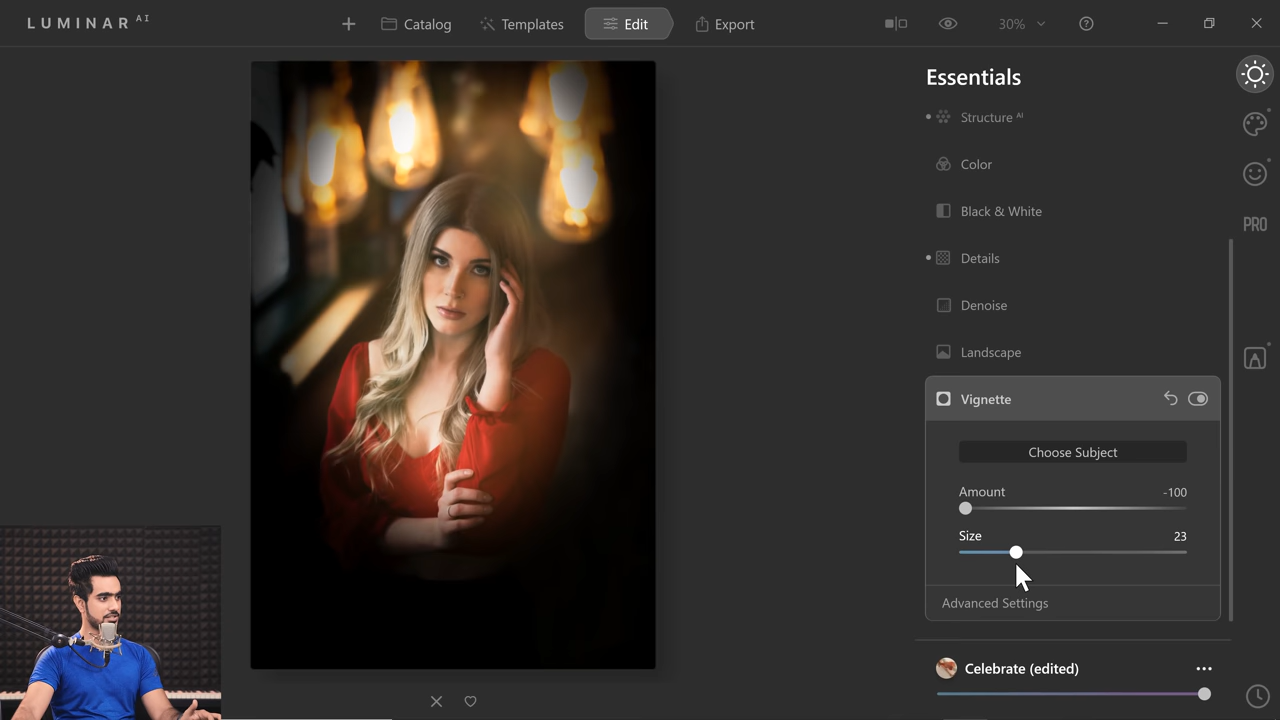 LUMINAR AI
Catalog
Templates
Edit
Export
30%
Essentials
Structure AI
Color
Black & White
Details
Denoise
Landscape
Vignette
Choose Subject
Amount -100
Size 23
Advanced Settings
Celebrate (edited)
PRO